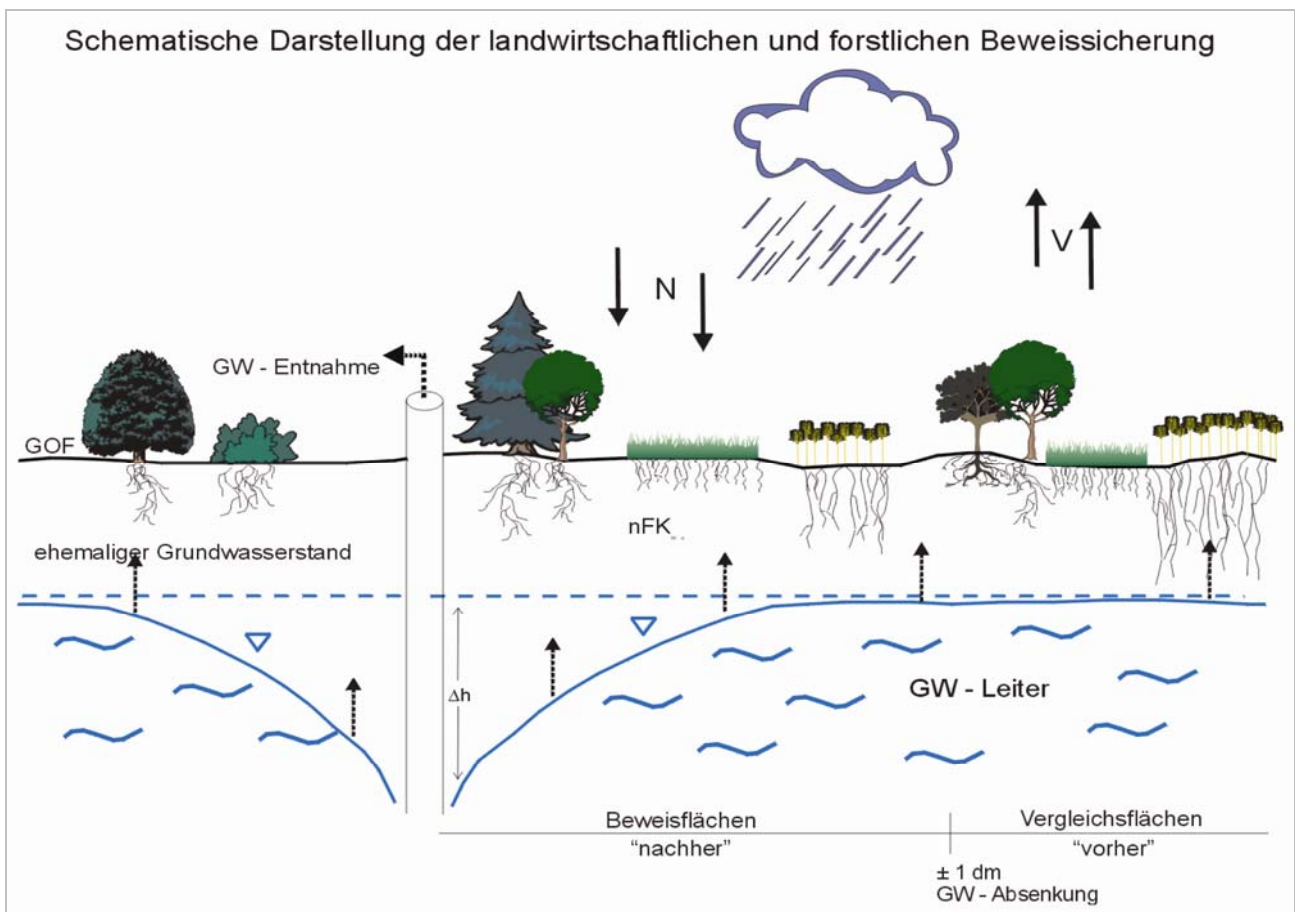 Schematische Darstellung der landwirtschaftlichen und forstlichen Beweissicherung
N
V
GW - Entnahme
GOF
nFK
ehemaliger Grundwasserstand
Δh
GW - Leiter
Beweisflächen
"nachher"
Vergleichsflächen
"vorher"
± 1 dm
GW - Absenkung